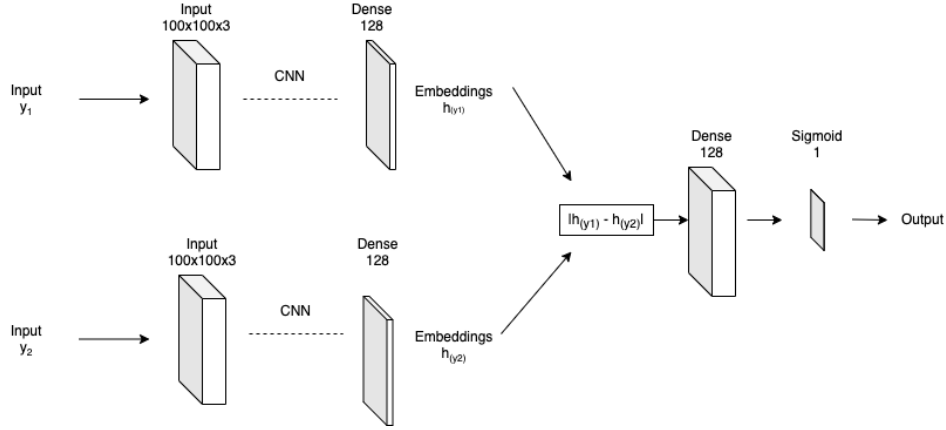 Input
100x100x3
Dense
128
CNN
Input
y1
Embeddings
h(y1)
Dense
128
Sigmoid
1
|h(y1) - h(y2)|
Output
Input
100x100x3
Dense
128
CNN
Input
y2
Embeddings
h(y2)